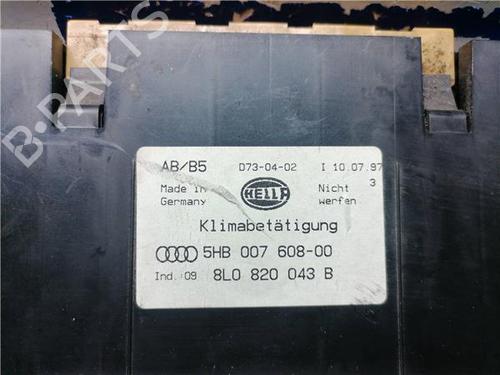 B-PARTS
AB/B5 D73-04-02 I 10.07.97
3
Made in Germany HELLA Nicht werfen
Klimabetätigung
5HB 007 608-00
Ind.:09 8L0 820 043 B